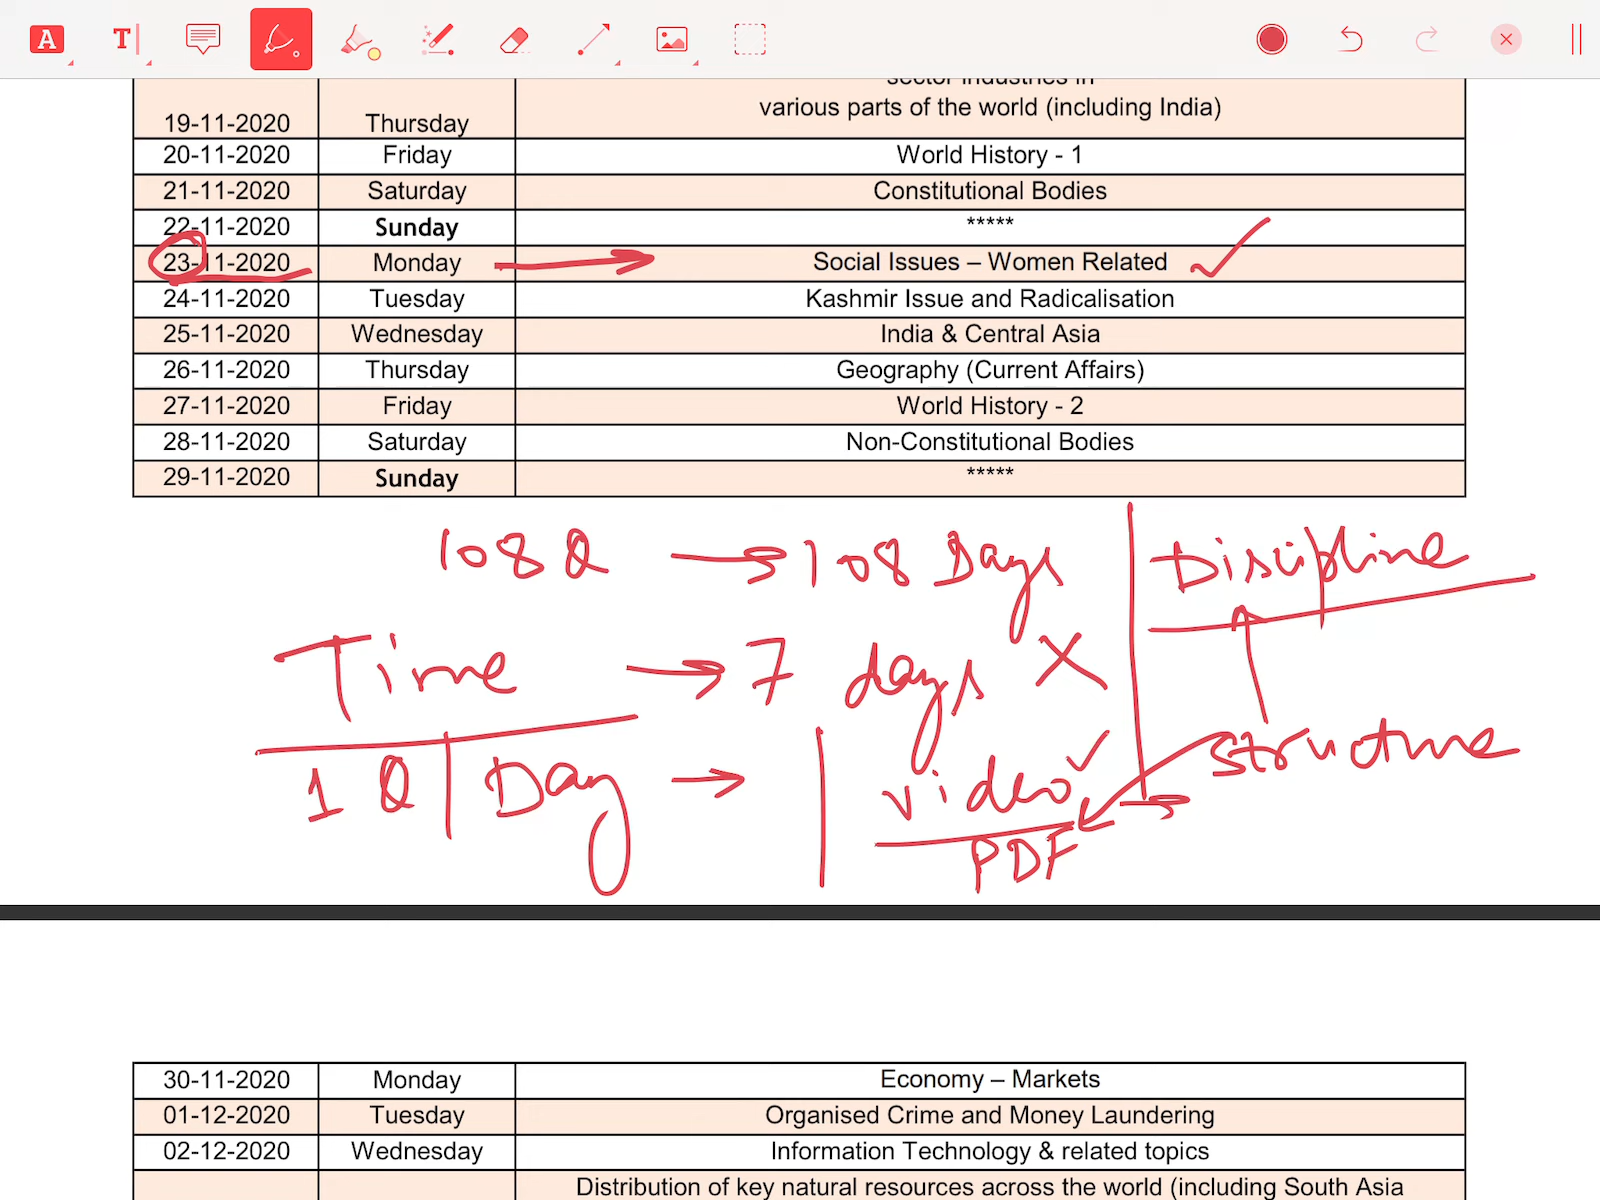 A T
sector industries in
19-11-2020 Thursday various parts of the world (including India)
20-11-2020 Friday World History - 1
21-11-2020 Saturday Constitutional Bodies
22-11-2020 Sunday *****
23-11-2020 Monday Social Issues – Women Related
24-11-2020 Tuesday Kashmir Issue and Radicalisation
25-11-2020 Wednesday India & Central Asia
26-11-2020 Thursday Geography (Current Affairs)
27-11-2020 Friday World History - 2
28-11-2020 Saturday Non-Constitutional Bodies
29-11-2020 Sunday *****
108 Q → 108 Days Discipline
Time → 7 days X
1 Q | Day → video structure
PDF
30-11-2020 Monday Economy – Markets
01-12-2020 Tuesday Organised Crime and Money Laundering
02-12-2020 Wednesday Information Technology & related topics
Distribution of key natural resources across the world (including South Asia